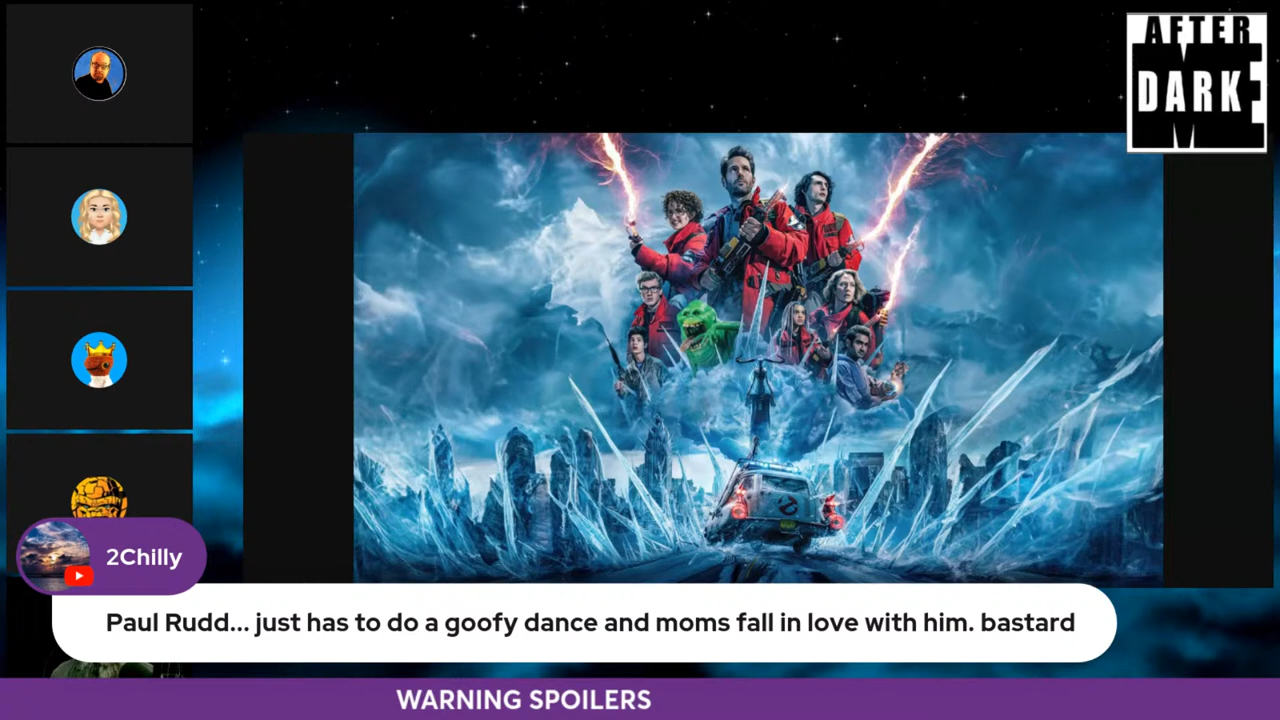 AFTER
DARK
2Chilly
Paul Rudd... just has to do a goofy dance and moms fall in love with him. bastard
WARNING SPOILERS